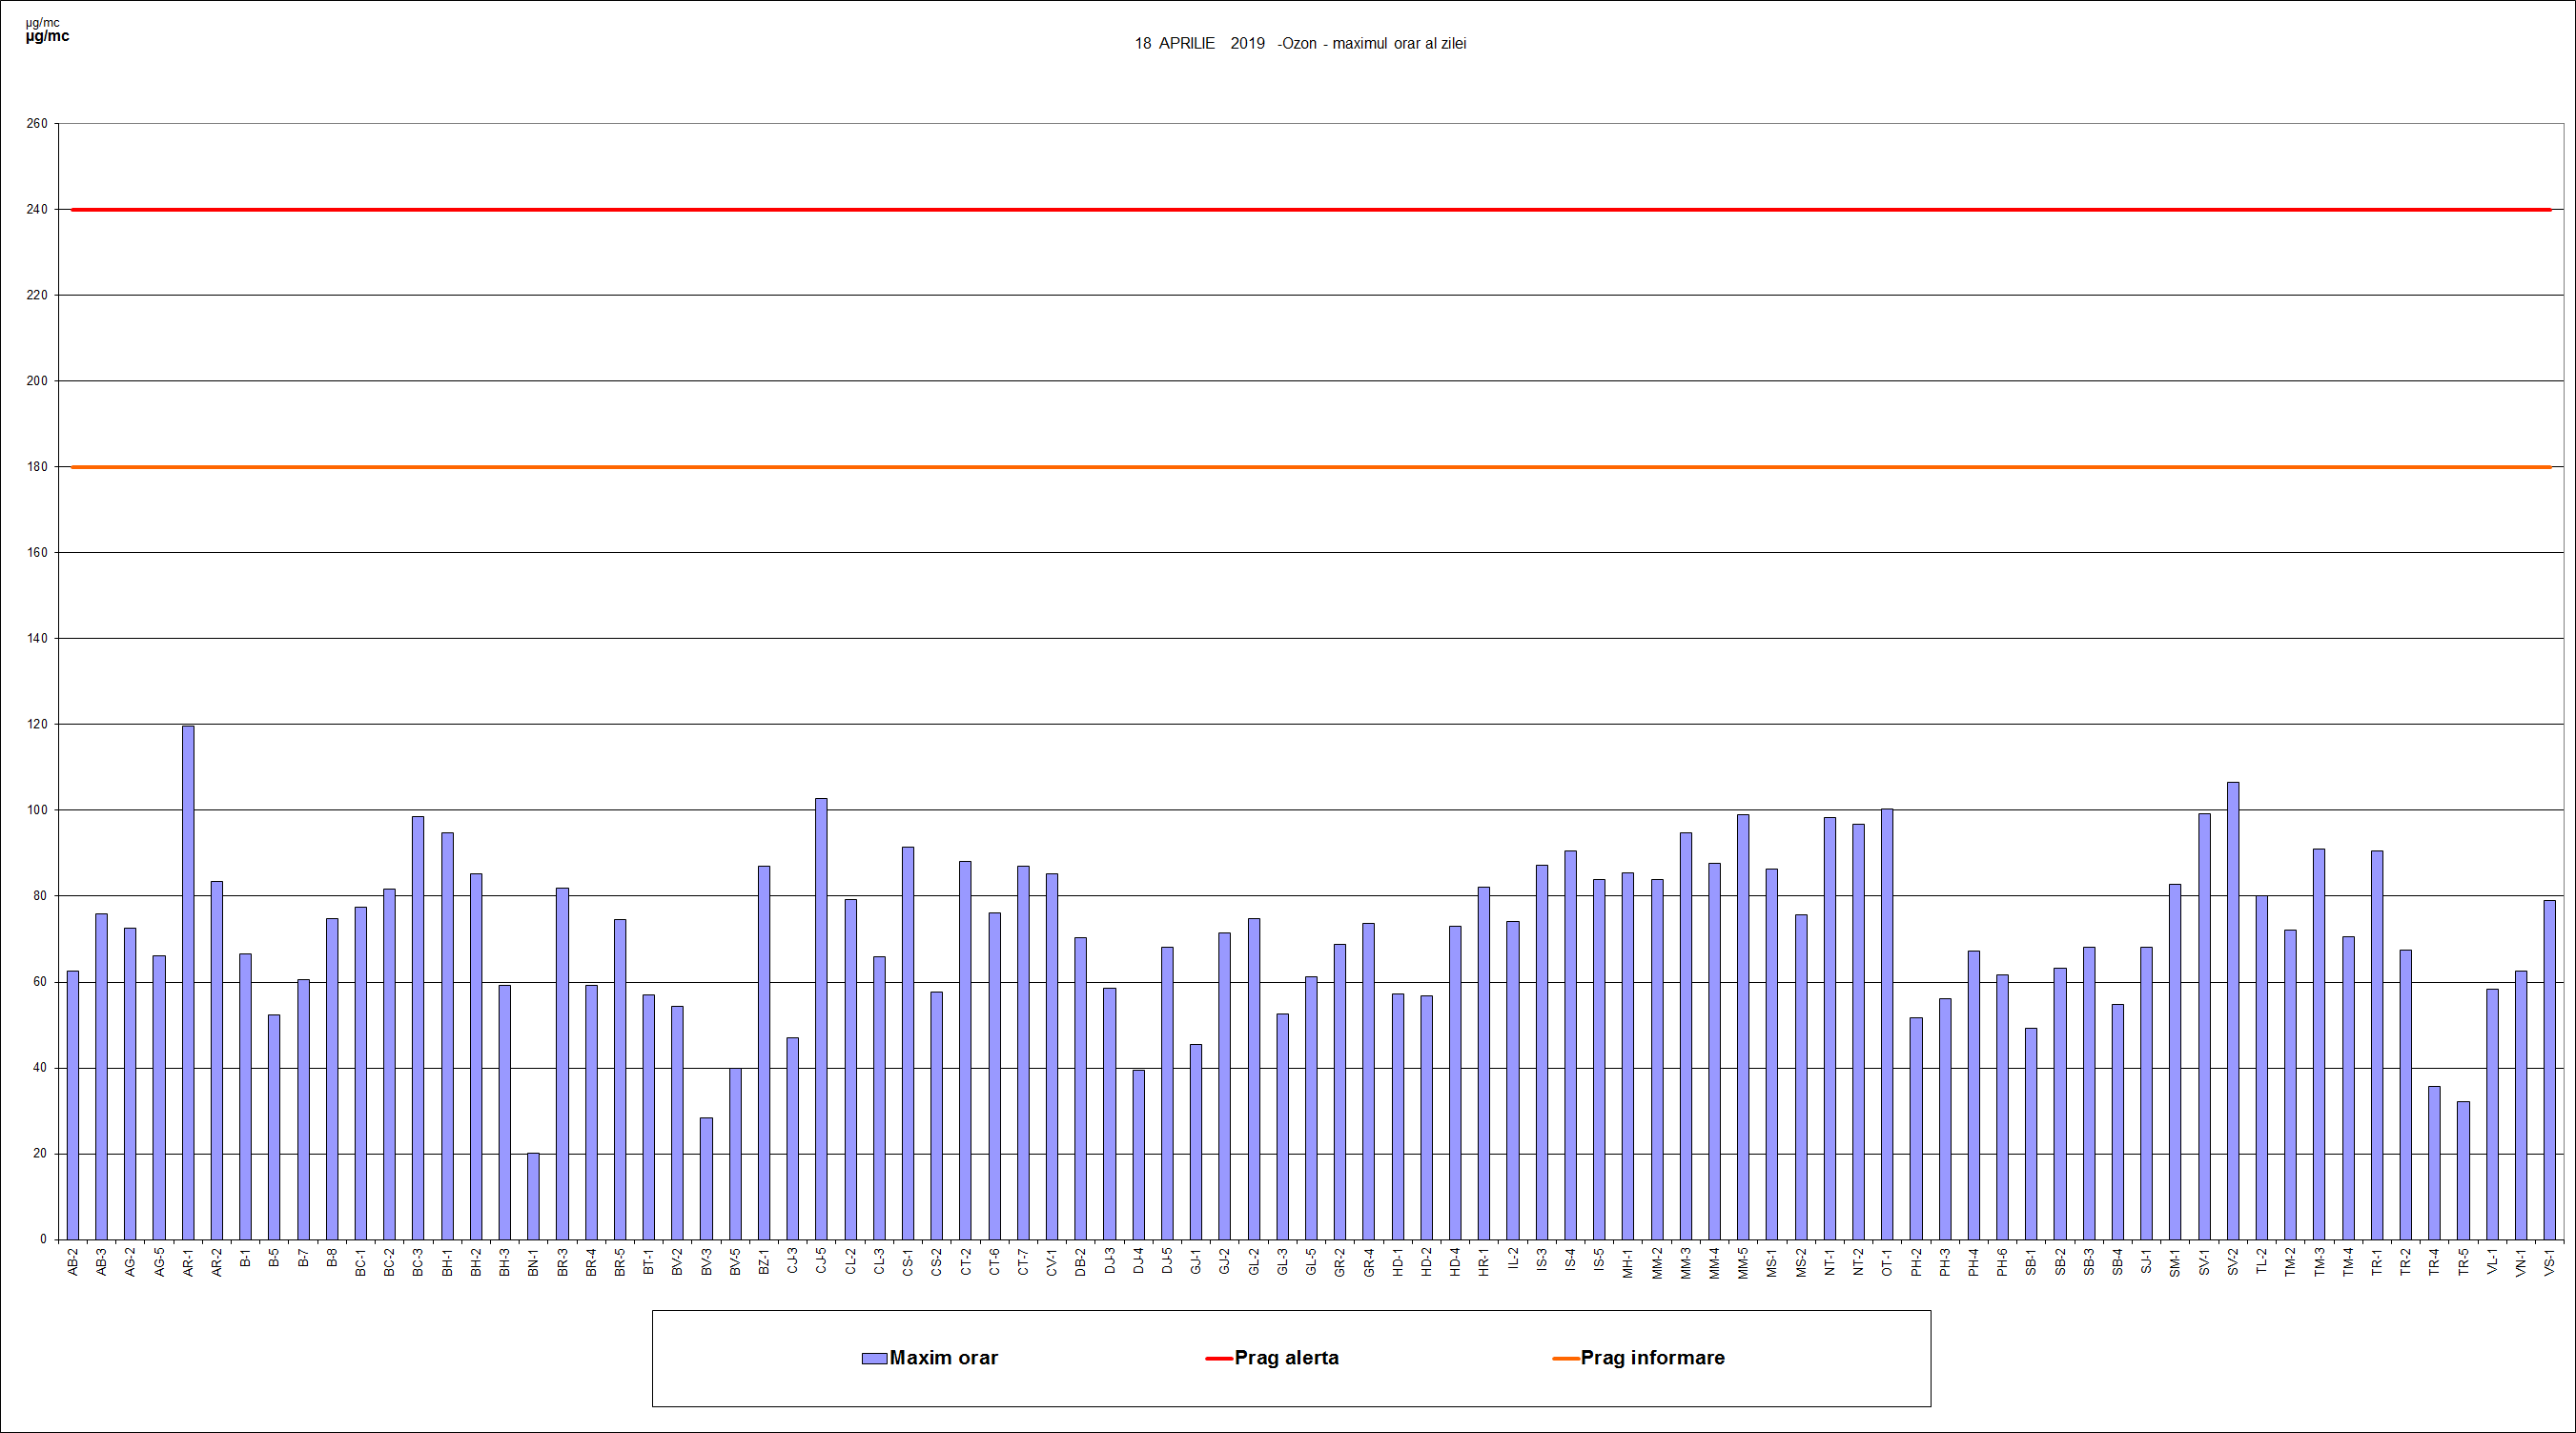 µg/mc
µg/mc
18 APRILIE 2019 -Ozon - maximul orar al zilei
260
240
220
200
180
160
140
120
100
80
60
40
20
0
AB-2 AB-3 AG-2 AG-5 AR-1 AR-2 B-1 B-5 B-7 B-8 BC-1 BC-2 BC-3 BH-1 BH-2 BH-3 BN-1 BR-3 BR-4 BR-5 BT-1 BV-2 BV-3 BV-5 BZ-1 CJ-3 CJ-5 CL-2 CL-3 CS-1 CS-2 CT-2 CT-6 CT-7 CV-1 DB-2 DJ-3 DJ-4 DJ-5 GJ-1 GJ-2 GL-2 GL-3 GL-5 GR-2 GR-4 HD-1 HD-2 HD-4 HR-1 IL-2 IS-3 IS-4 IS-5 MH-1 MM-2 MM-3 MM-4 MM-5 MS-1 MS-2 NT-1 NT-2 OT-1 PH-2 PH-3 PH-4 PH-6 SB-1 SB-2 SB-3 SB-4 SJ-1 SM-1 SV-1 SV-2 TL-2 TM-2 TM-3 TM-4 TR-1 TR-2 TR-4 TR-5 VL-1 VN-1 VS-1
Maxim orar Prag alerta Prag informare